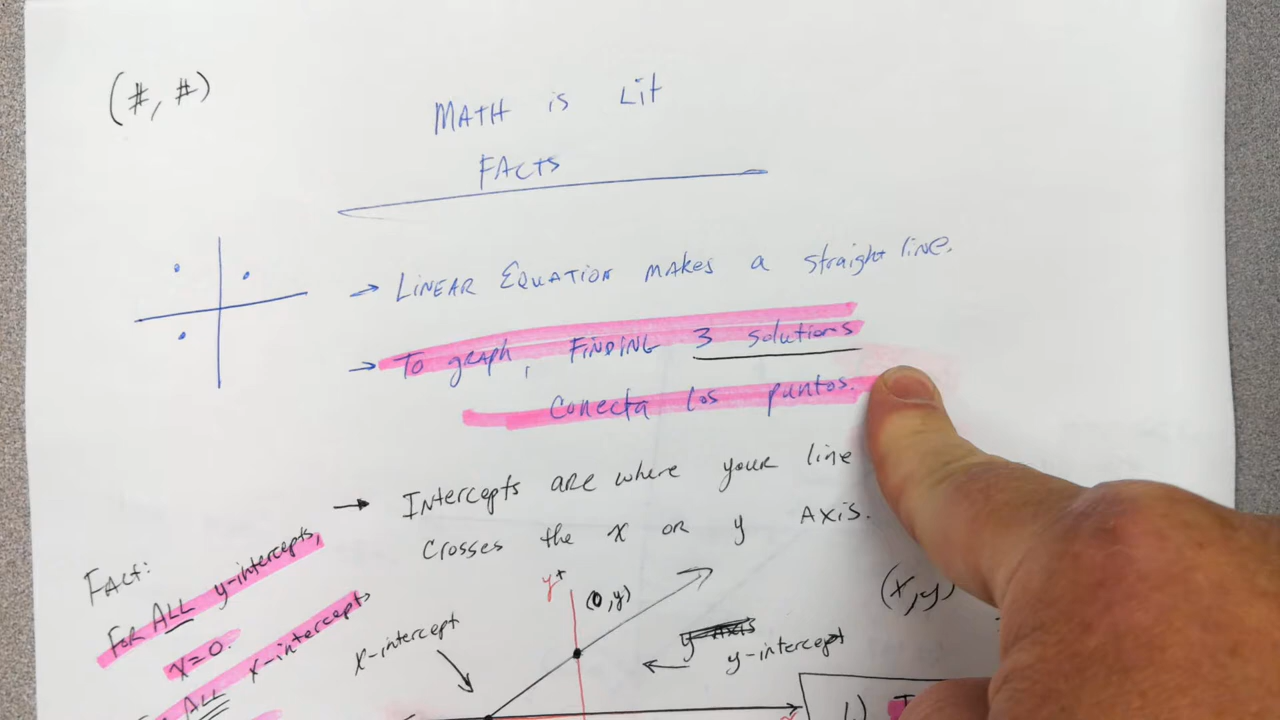 (#, #)
MATH is Lit
FACTS
→ LINEAR EQUATION MAKES a straight line.
→ To graph, FINDING 3 solutions
Conecta los puntos.
→ Intercepts are where your line
crosses the x or y Axis.
Fact:
For ALL y-intercepts,
x=0.
ALL x-intercepts
x-intercept
y+
(0,y)
y-intercept
(x,y)
1.)